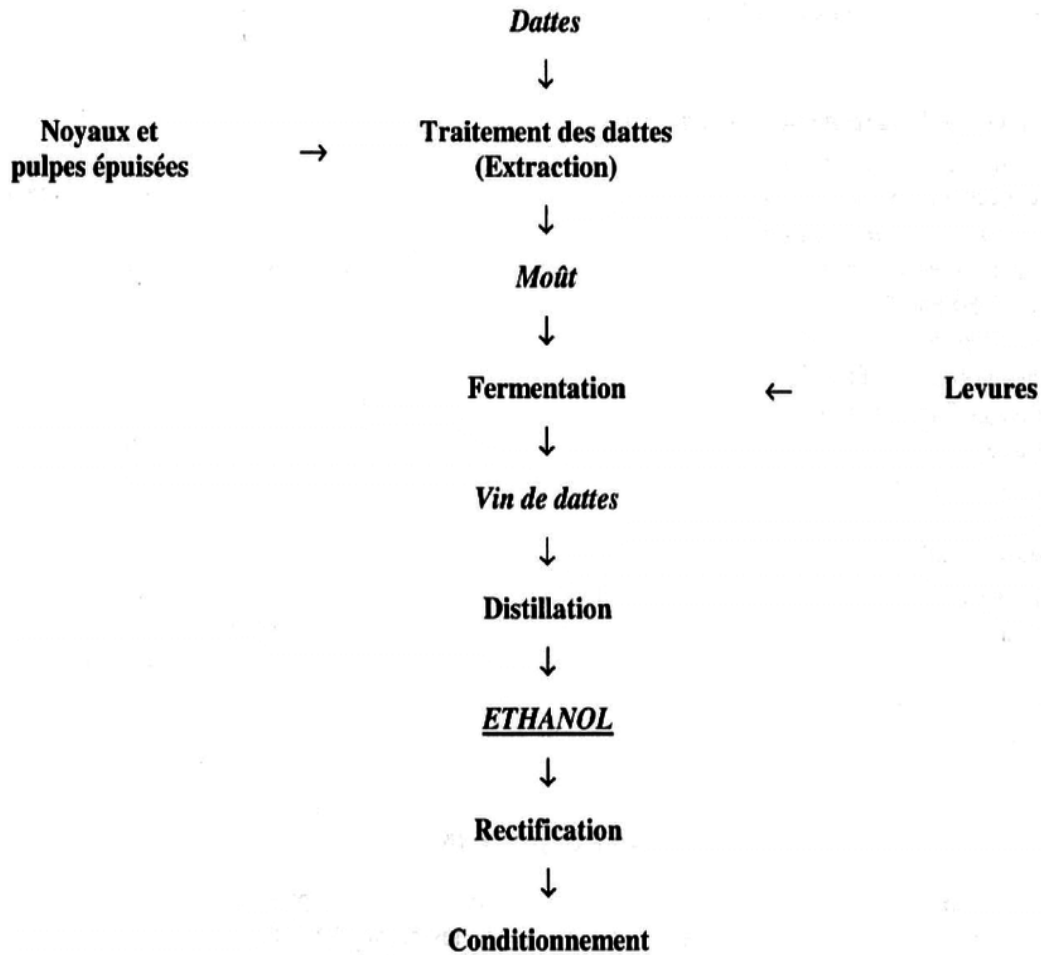 Dattes
↓
Noyaux et
pulpes épuisées
→
Traitement des dattes
(Extraction)
↓
Moût
↓
Fermentation
←
Levures
↓
Vin de dattes
↓
Distillation
↓
ETHANOL
↓
Rectification
↓
Conditionnement